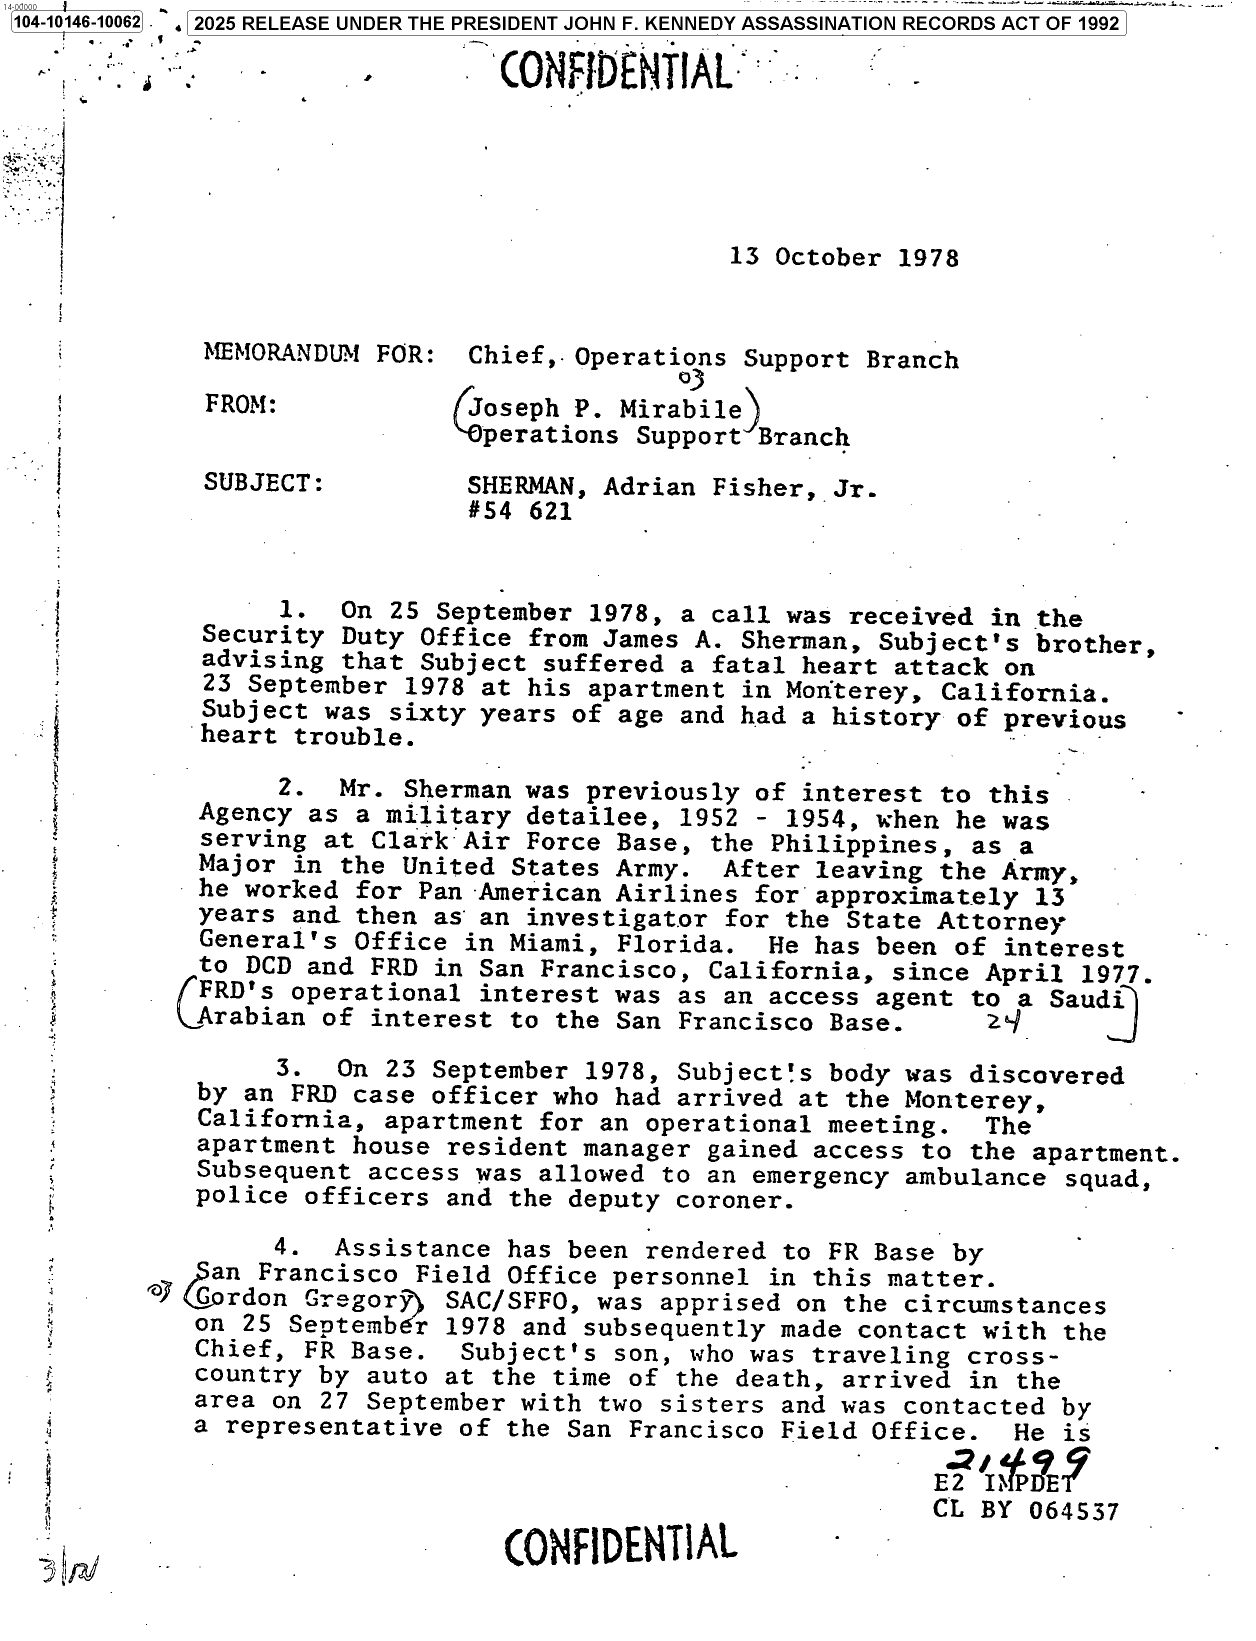 14-00000
104-10146-10062
2025 RELEASE UNDER THE PRESIDENT JOHN F. KENNEDY ASSASSINATION RECORDS ACT OF 1992
CONFIDENTIAL
13 October 1978
MEMORANDUM FOR: Chief, Operations Support Branch
03
FROM: (Joseph P. Mirabile)
Operations Support Branch
SUBJECT: SHERMAN, Adrian Fisher, Jr.
#54 621
1. On 25 September 1978, a call was received in the
Security Duty Office from James A. Sherman, Subject's brother,
advising that Subject suffered a fatal heart attack on
23 September 1978 at his apartment in Monterey, California.
Subject was sixty years of age and had a history of previous
heart trouble.
2. Mr. Sherman was previously of interest to this
Agency as a military detailee, 1952 - 1954, when he was
serving at Clark Air Force Base, the Philippines, as a
Major in the United States Army. After leaving the Army,
he worked for Pan American Airlines for approximately 13
years and then as an investigator for the State Attorney
General's Office in Miami, Florida. He has been of interest
to DCD and FRD in San Francisco, California, since April 1977.
(FRD's operational interest was as an access agent to a Saudi
Arabian of interest to the San Francisco Base. 24]
3. On 23 September 1978, Subject's body was discovered
by an FRD case officer who had arrived at the Monterey,
California, apartment for an operational meeting. The
apartment house resident manager gained access to the apartment.
Subsequent access was allowed to an emergency ambulance squad,
police officers and the deputy coroner.
4. Assistance has been rendered to FR Base by
San Francisco Field Office personnel in this matter.
03 (Gordon Gregory), SAC/SFFO, was apprised on the circumstances
on 25 September 1978 and subsequently made contact with the
Chief, FR Base. Subject's son, who was traveling cross-
country by auto at the time of the death, arrived in the
area on 27 September with two sisters and was contacted by
a representative of the San Francisco Field Office. He is
21499
E2 IMPDET
CL BY 064537
CONFIDENTIAL